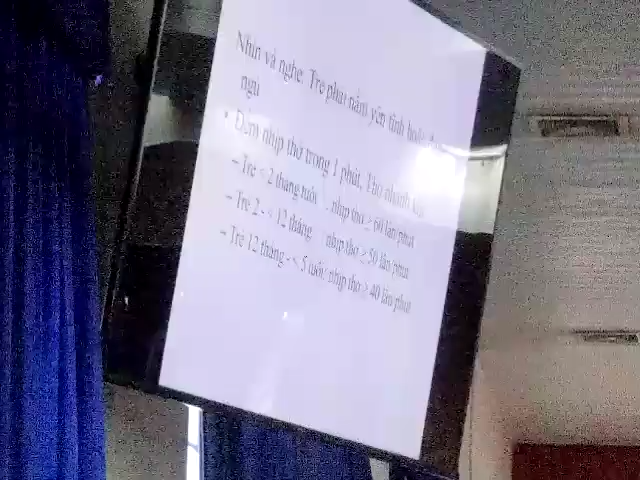 Nhìn và nghe: Trẻ phải nằm yên tĩnh hoặc
ngủ
• Đếm nhịp thở trong 1 phút, Thở nhanh khi
– Trẻ < 2 tháng tuổi : nhịp thở ≥ 60 lần/phút
– Trẻ 2 - < 12 tháng nhịp thở ≥ 50 lần/phút
– Trẻ 12 tháng - < 5 tuổi: nhịp thở ≥ 40 lần/phút